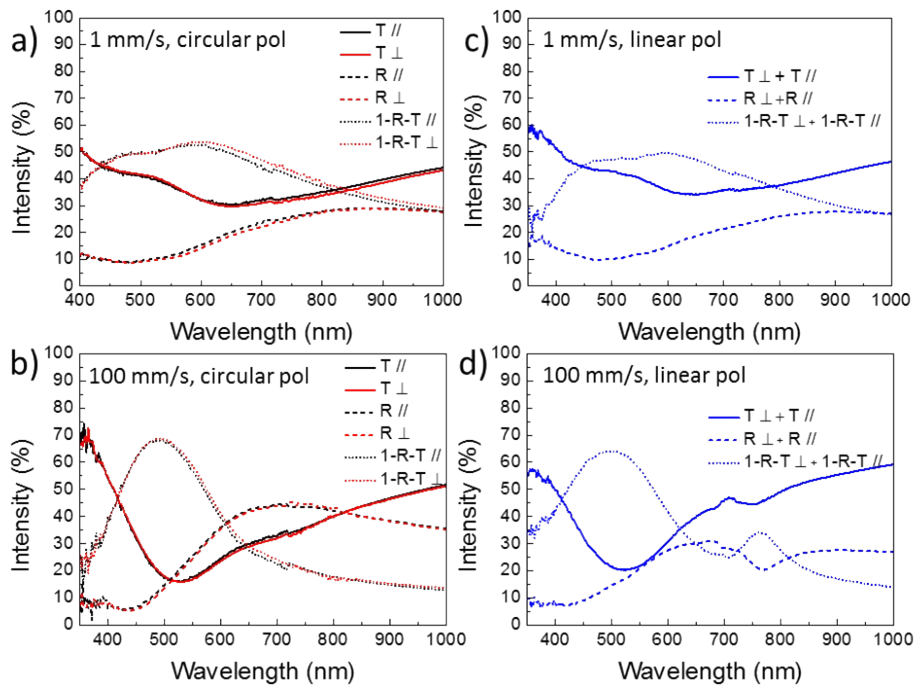 a)
1 mm/s, circular pol
T //
T ⊥
R //
R ⊥
1-R-T //
1-R-T ⊥
Intensity (%)
100
90
80
70
60
50
40
30
20
10
0
400 500 600 700 800 900 1000
Wavelength (nm)
c)
1 mm/s, linear pol
T ⊥ + T //
R ⊥ +R //
1-R-T ⊥ + 1-R-T //
Intensity (%)
100
90
80
70
60
50
40
30
20
10
0
400 500 600 700 800 900 1000
Wavelength (nm)
b)
100 mm/s, circular pol
T //
T ⊥
R //
R ⊥
1-R-T //
1-R-T ⊥
Intensity (%)
100
90
80
70
60
50
40
30
20
10
0
400 500 600 700 800 900 1000
Wavelength (nm)
d)
100 mm/s, linear pol
T ⊥ + T //
R ⊥ + R //
1-R-T ⊥ + 1-R-T //
Intensity (%)
100
90
80
70
60
50
40
30
20
10
0
400 500 600 700 800 900 1000
Wavelength (nm)